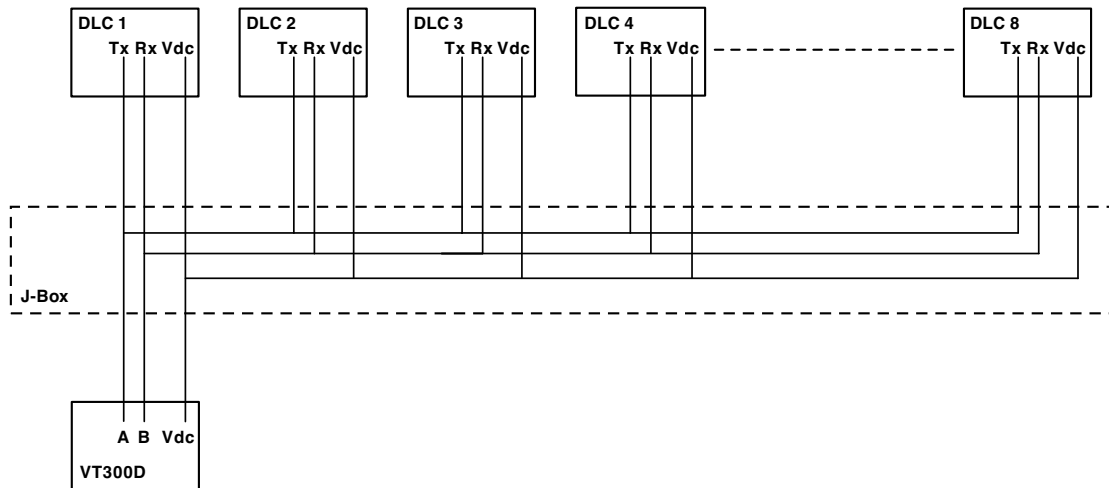 DLC 1
Tx Rx Vdc
DLC 2
Tx Rx Vdc
DLC 3
Tx Rx Vdc
DLC 4
Tx Rx Vdc
DLC 8
Tx Rx Vdc
J-Box
A B Vdc
VT300D